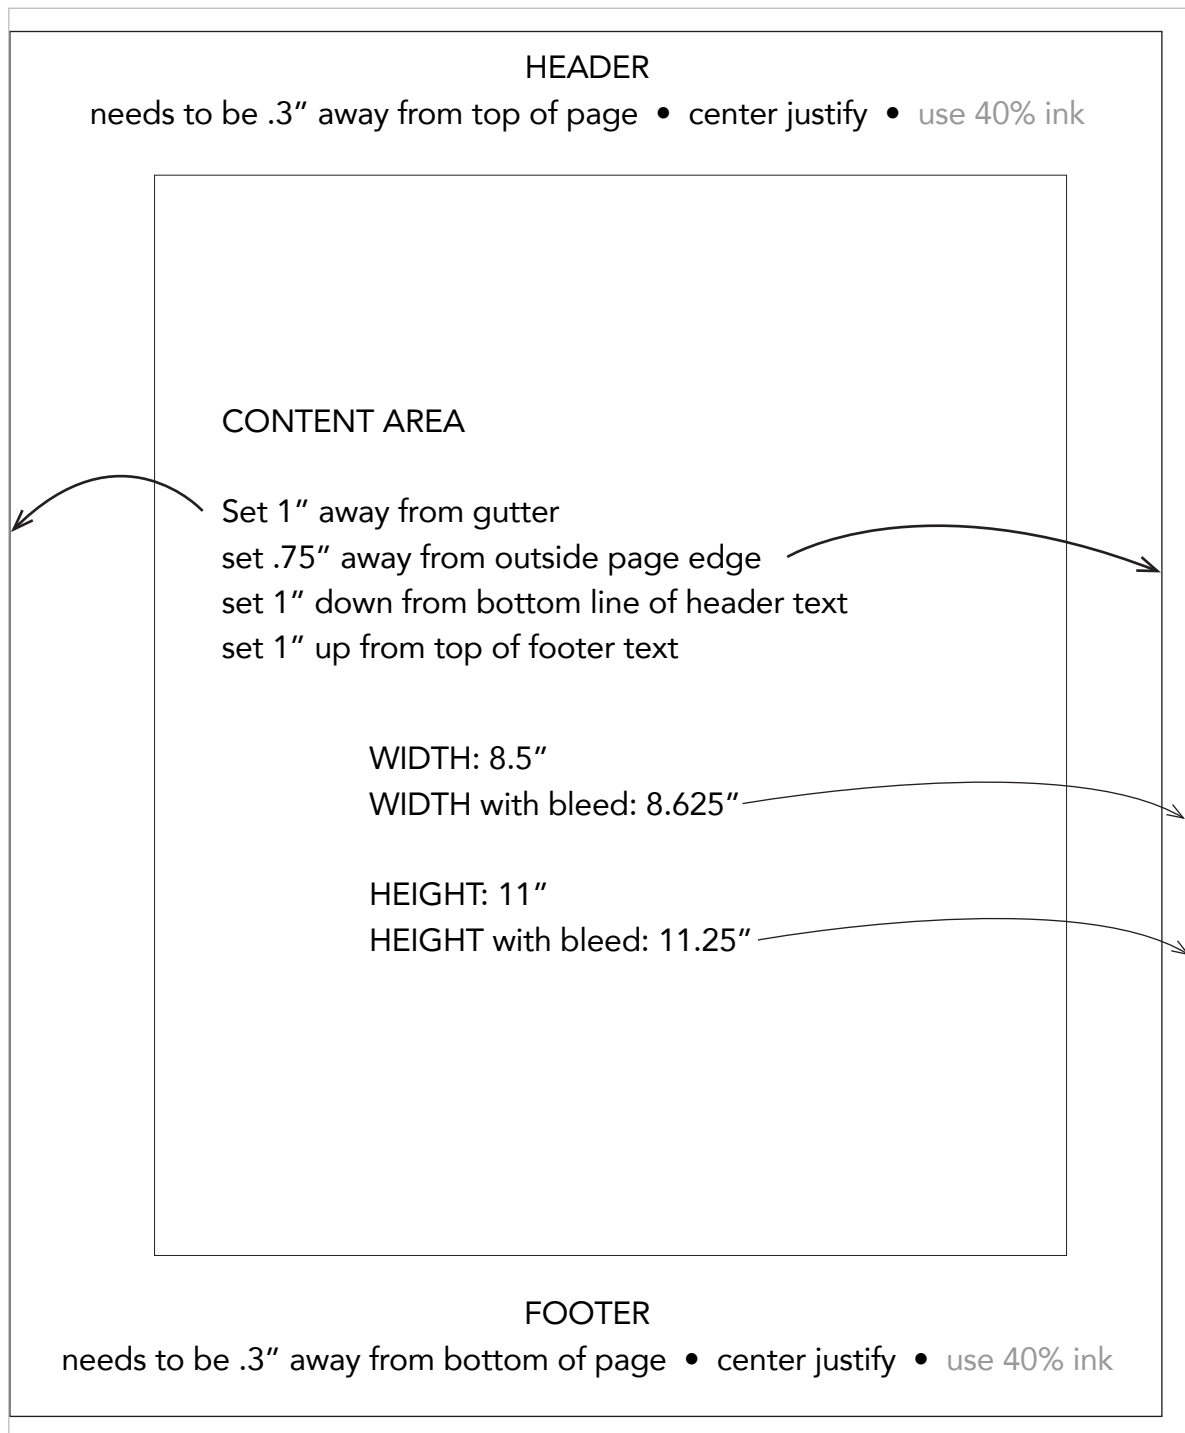 HEADER
needs to be .3” away from top of page • center justify • use 40% ink
CONTENT AREA
Set 1” away from gutter
set .75” away from outside page edge
set 1” down from bottom line of header text
set 1” up from top of footer text
WIDTH: 8.5”
WIDTH with bleed: 8.625”
HEIGHT: 11”
HEIGHT with bleed: 11.25”
FOOTER
needs to be .3” away from bottom of page • center justify • use 40% ink